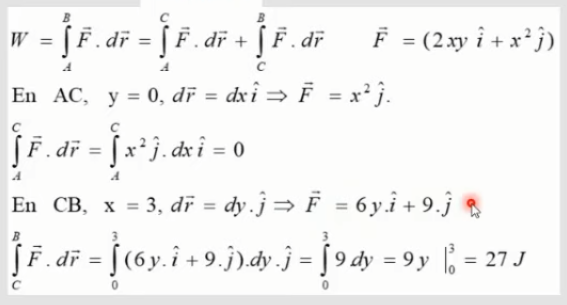 W = ∫_A^B F⃗ . dr⃗ = ∫_A^C F⃗ . dr⃗ + ∫_C^B F⃗ . dr⃗   F⃗ = (2xy î + x² ĵ)
En AC, y = 0, dr⃗ = dx î ⇒ F⃗ = x² ĵ.
∫_A^C F⃗ . dr⃗ = ∫_A^C x² ĵ. dx î = 0
En CB, x = 3, dr⃗ = dy. ĵ ⇒ F⃗ = 6 y. î + 9. ĵ
∫_C^B F⃗ . dr⃗ = ∫_0^3 (6 y. î + 9. ĵ).dy . ĵ = ∫_0^3 9 dy = 9 y |_0^3 = 27 J